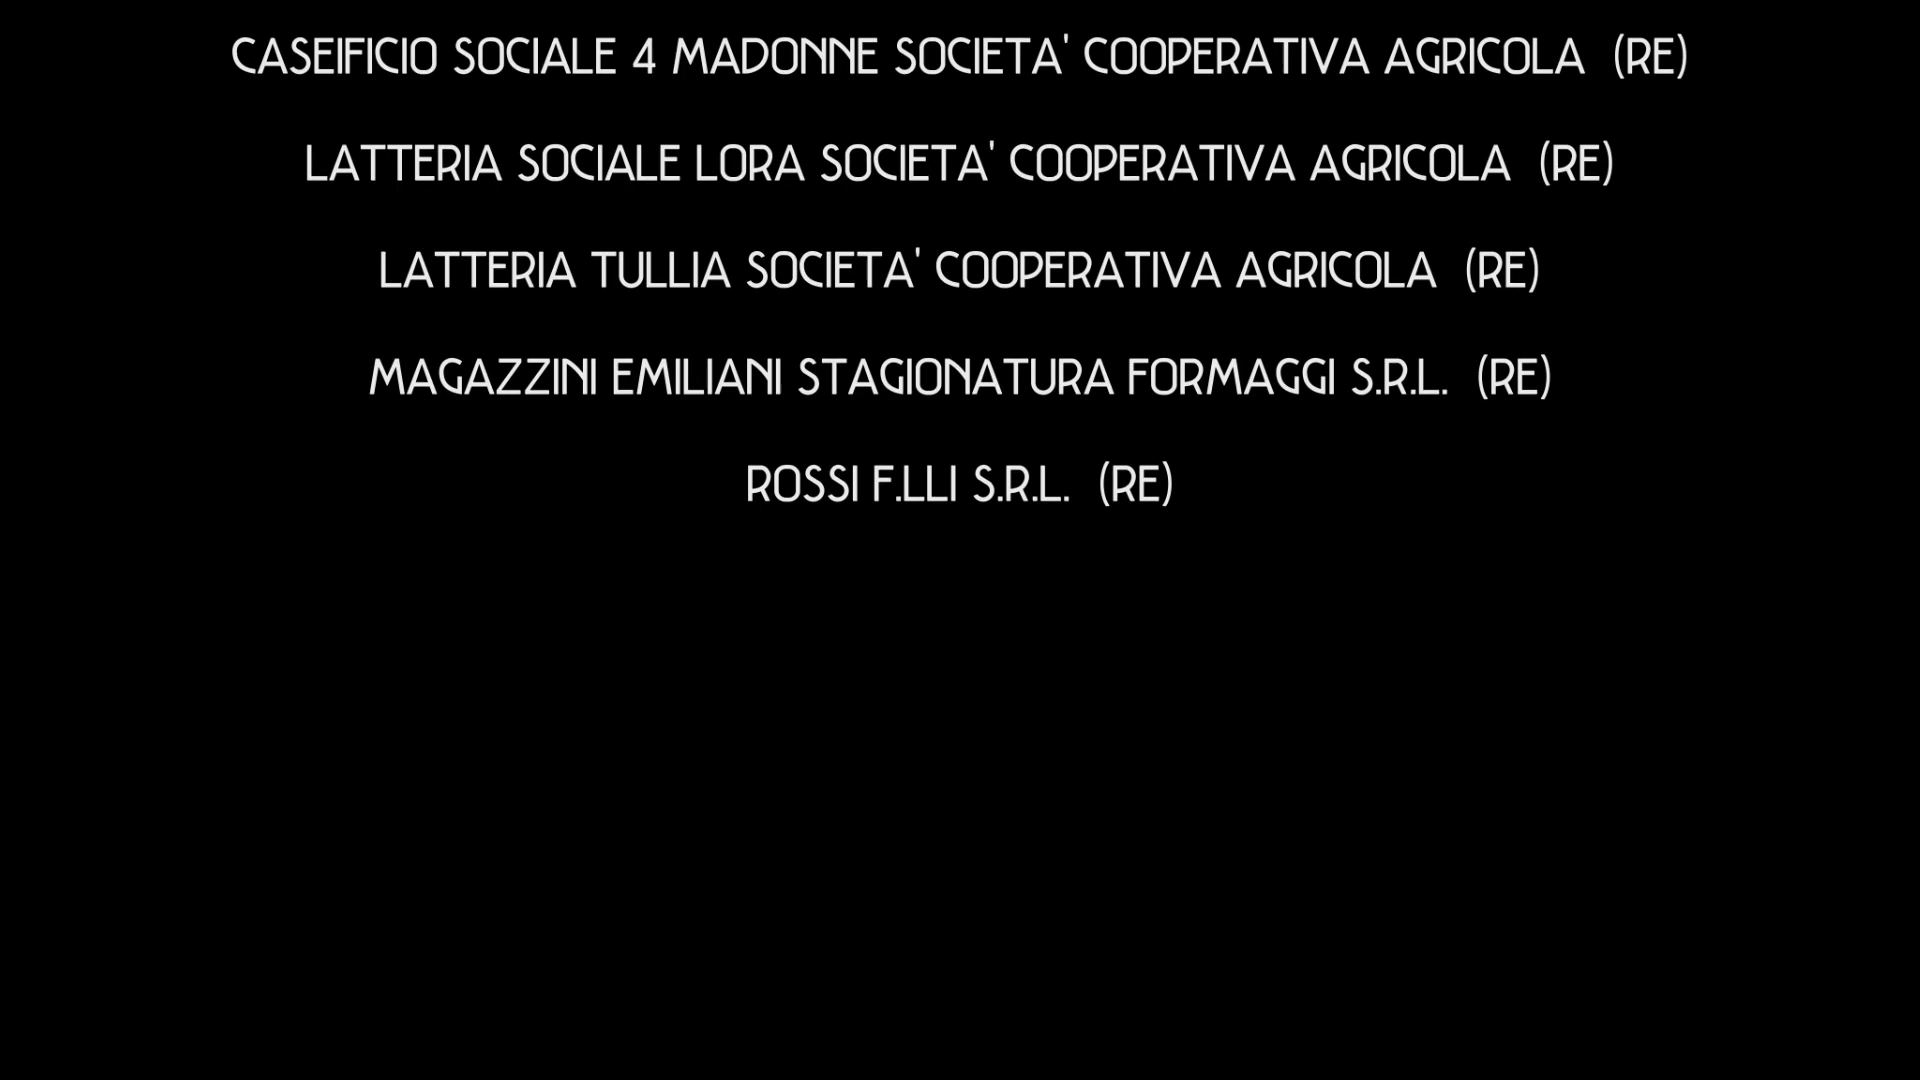 CASEIFICIO SOCIALE 4 MADONNE SOCIETA' COOPERATIVA AGRICOLA (RE)
LATTERIA SOCIALE LORA SOCIETA' COOPERATIVA AGRICOLA (RE)
LATTERIA TULLIA SOCIETA' COOPERATIVA AGRICOLA (RE)
MAGAZZINI EMILIANI STAGIONATURA FORMAGGI S.R.L. (RE)
ROSSI F.LLI S.R.L. (RE)